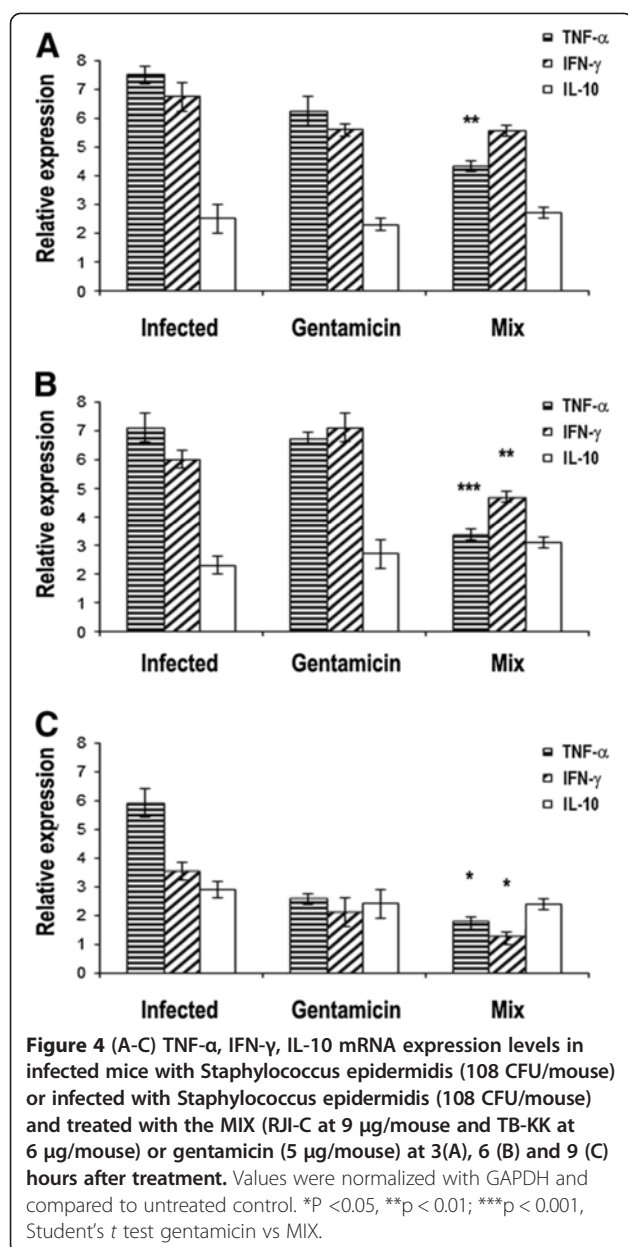 A
TNF-α
IFN-γ
IL-10
**
Relative expression
8
7
6
5
4
3
2
1
0
Infected Gentamicin Mix
B
TNF-α
IFN-γ
IL-10
*** **
Relative expression
8
7
6
5
4
3
2
1
0
Infected Gentamicin Mix
C
TNF-α
IFN-γ
IL-10
* *
Relative expression
8
7
6
5
4
3
2
1
0
Infected Gentamicin Mix
Figure 4 (A-C) TNF-α, IFN-γ, IL-10 mRNA expression levels in
infected mice with Staphylococcus epidermidis (108 CFU/mouse)
or infected with Staphylococcus epidermidis (108 CFU/mouse)
and treated with the MIX (RJI-C at 9 μg/mouse and TB-KK at
6 μg/mouse) or gentamicin (5 μg/mouse) at 3(A), 6 (B) and 9 (C)
hours after treatment. Values were normalized with GAPDH and
compared to untreated control. *P <0.05, **p < 0.01; ***p < 0.001,
Student's t test gentamicin vs MIX.